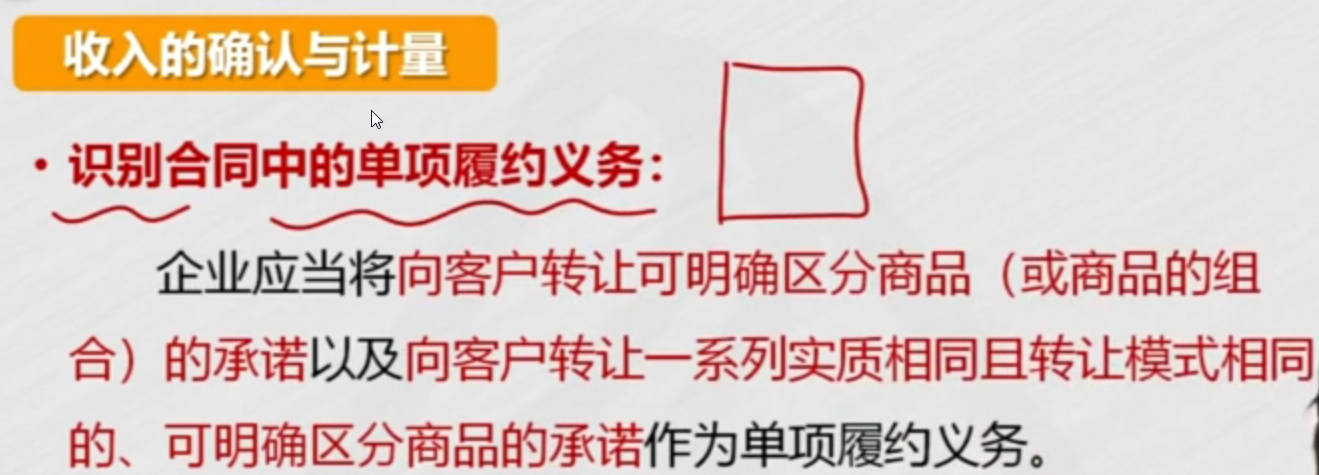 收入的确认与计量
• 识别合同中的单项履约义务：
企业应当将向客户转让可明确区分商品（或商品的组
合）的承诺以及向客户转让一系列实质相同且转让模式相同
的、可明确区分商品的承诺作为单项履约义务。